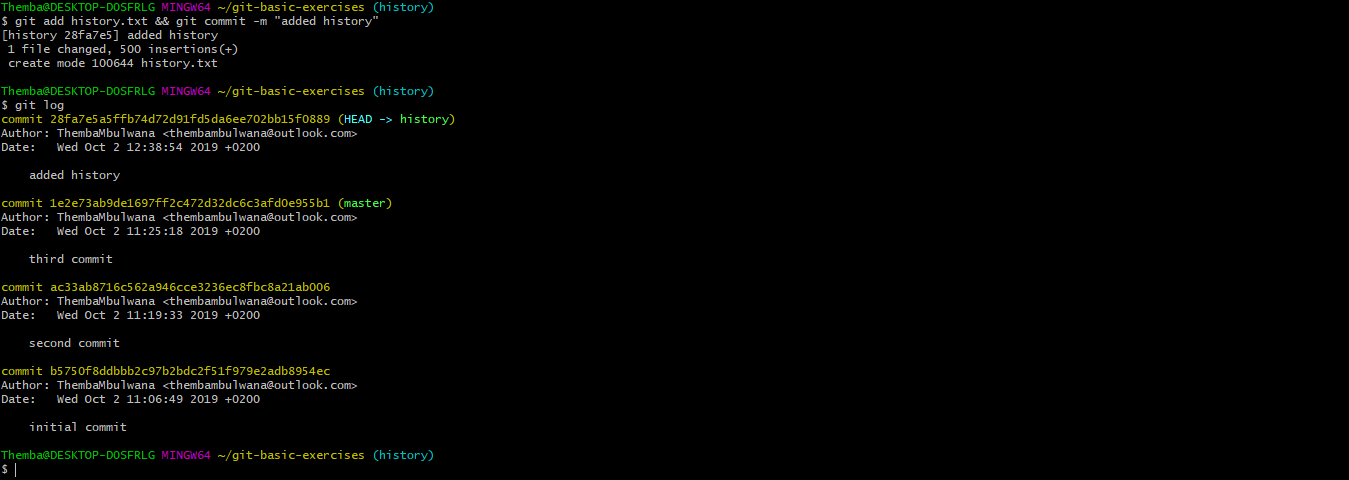 Themba@DESKTOP-DOSFRLG MINGW64 ~/git-basic-exercises (history)
$ git add history.txt && git commit -m "added history"
[history 28fa7e5] added history
 1 file changed, 500 insertions(+)
 create mode 100644 history.txt

Themba@DESKTOP-DOSFRLG MINGW64 ~/git-basic-exercises (history)
$ git log
commit 28fa7e5a5ffb74d72d91fd5da6ee702bb15f0889 (HEAD -> history)
Author: ThembaMbulwana <thembambulwana@outlook.com>
Date:   Wed Oct 2 12:38:54 2019 +0200

    added history

commit 1e2e73ab9de1697ff2c472d32dc6c3afd0e955b1 (master)
Author: ThembaMbulwana <thembambulwana@outlook.com>
Date:   Wed Oct 2 11:25:18 2019 +0200

    third commit

commit ac33ab8716c562a946cce3236ec8fbc8a21ab006
Author: ThembaMbulwana <thembambulwana@outlook.com>
Date:   Wed Oct 2 11:19:33 2019 +0200

    second commit

commit b5750f8ddbbb2c97b2bdc2f51f979e2adb8954ec
Author: ThembaMbulwana <thembambulwana@outlook.com>
Date:   Wed Oct 2 11:06:49 2019 +0200

    initial commit

Themba@DESKTOP-DOSFRLG MINGW64 ~/git-basic-exercises (history)
$